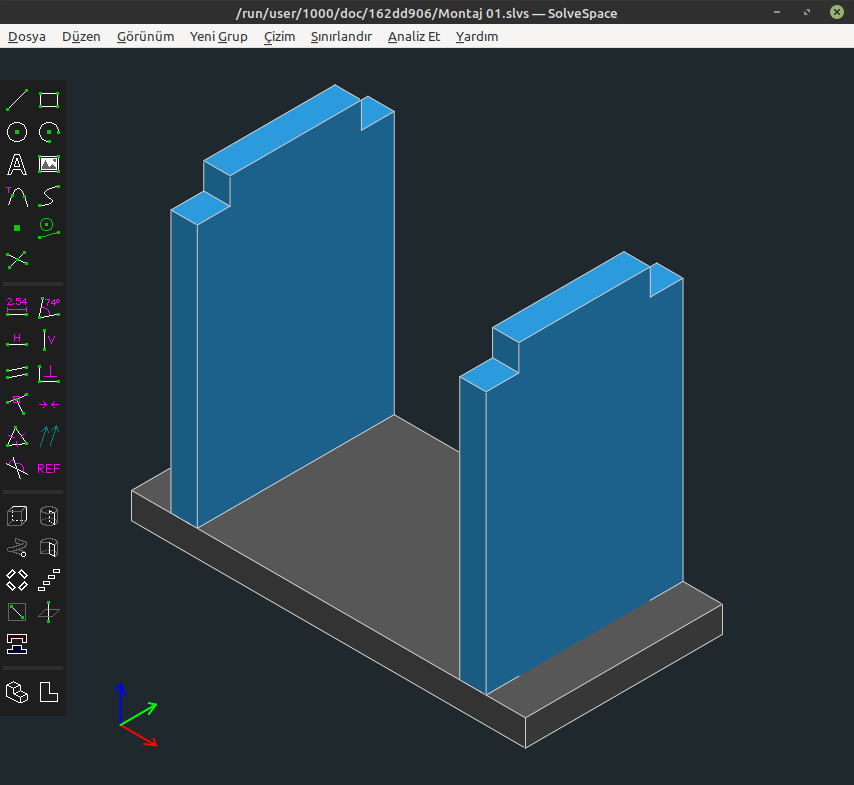 /run/user/1000/doc/162dd906/Montaj 01.slvs — SolveSpace
Dosya Düzen Görünüm Yeni Grup Çizim Sınırlandır Analiz Et Yardım
A
T
2.54 74°
H V
REF